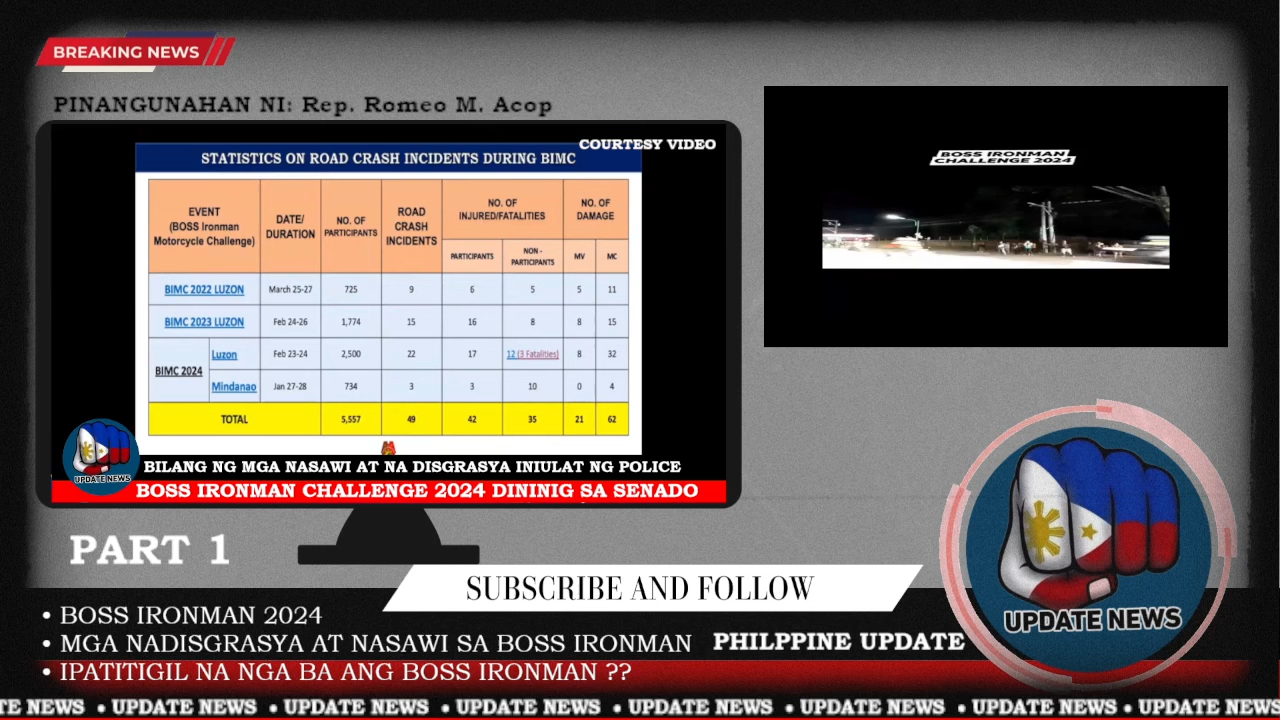 BREAKING NEWS
PINANGUNAHAN NI: Rep. Romeo M. Acop
COURTESY VIDEO
STATISTICS ON ROAD CRASH INCIDENTS DURING BIMC
EVENT
(BOSS Ironman
Motorcycle Challenge)
DATE/
DURATION
NO. OF
PARTICIPANTS
ROAD
CRASH
INCIDENTS
NO. OF
INJURED/FATALITIES
NO. OF
DAMAGE
PARTICIPANTS
NON -
PARTICIPANTS
MV
MC
BIMC 2022 LUZON March 25-27 725 9 6 5 5 11
BIMC 2023 LUZON Feb 24-26 1,774 15 16 8 8 15
BIMC 2024
Luzon Feb 23-24 2,500 22 17 12 (3 Fatalities) 8 32
Mindanao Jan 27-28 734 3 3 10 0 4
TOTAL 5,557 49 42 35 21 62
UPDATE NEWS
BILANG NG MGA NASAWI AT NA DISGRASYA INIULAT NG POLICE
BOSS IRONMAN CHALLENGE 2024 DININIG SA SENADO
BOSS IRONMAN
CHALLENGE 2024
PART 1
SUBSCRIBE AND FOLLOW
• BOSS IRONMAN 2024
• MGA NADISGRASYA AT NASAWI SA BOSS IRONMAN
• IPATITIGIL NA NGA BA ANG BOSS IRONMAN ??
PHILPPINE UPDATE
UPDATE NEWS
TE NEWS • UPDATE NEWS • UPDATE NEWS • UPDATE NEWS • UPDATE NEWS • UPDATE NEWS • UPDATE NEWS • UPDATE NEWS